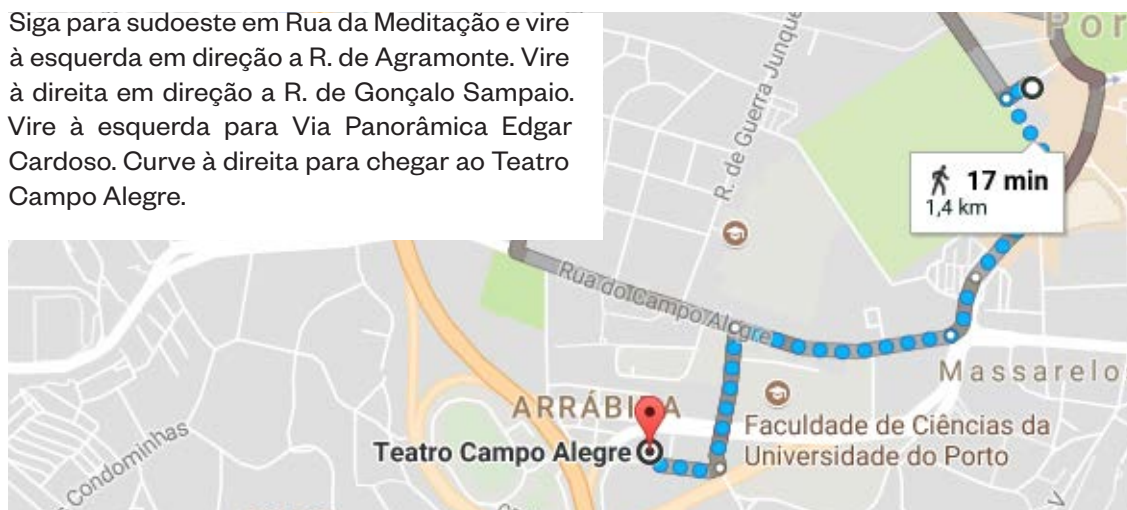 Siga para sudoeste em Rua da Meditação e vire
à esquerda em direção a R. de Agramonte. Vire
à direita em direção a R. de Gonçalo Sampaio.
Vire à esquerda para Via Panorâmica Edgar
Cardoso. Curve à direita para chegar ao Teatro
Campo Alegre.
Por
R. de Guerra Junque
17 min
1,4 km
Rua do Campo Alegre
Massarelo
ARRÁBIDA
Faculdade de Ciências da
Universidade do Porto
Teatro Campo Alegre
Condominhas